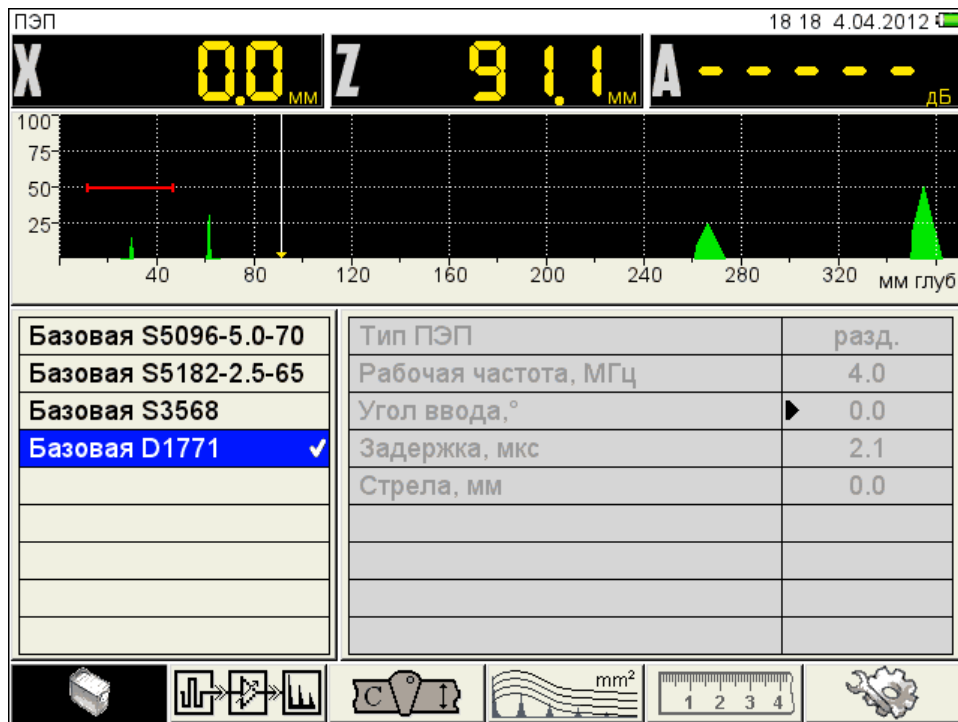 ПЭП 18 18 4.04.2012
X 0.0 мм Z 91.1 мм A - - - - - дБ
100
75
50
25
40 80 120 160 200 240 280 320 мм глуб
Базовая S5096-5.0-70 Тип ПЭП разд.
Базовая S5182-2.5-65 Рабочая частота, МГц 4.0
Базовая S3568 Угол ввода,° 0.0
Базовая D1771 Задержка, мкс 2.1
Стрела, мм 0.0
C mm² 1 2 3 4